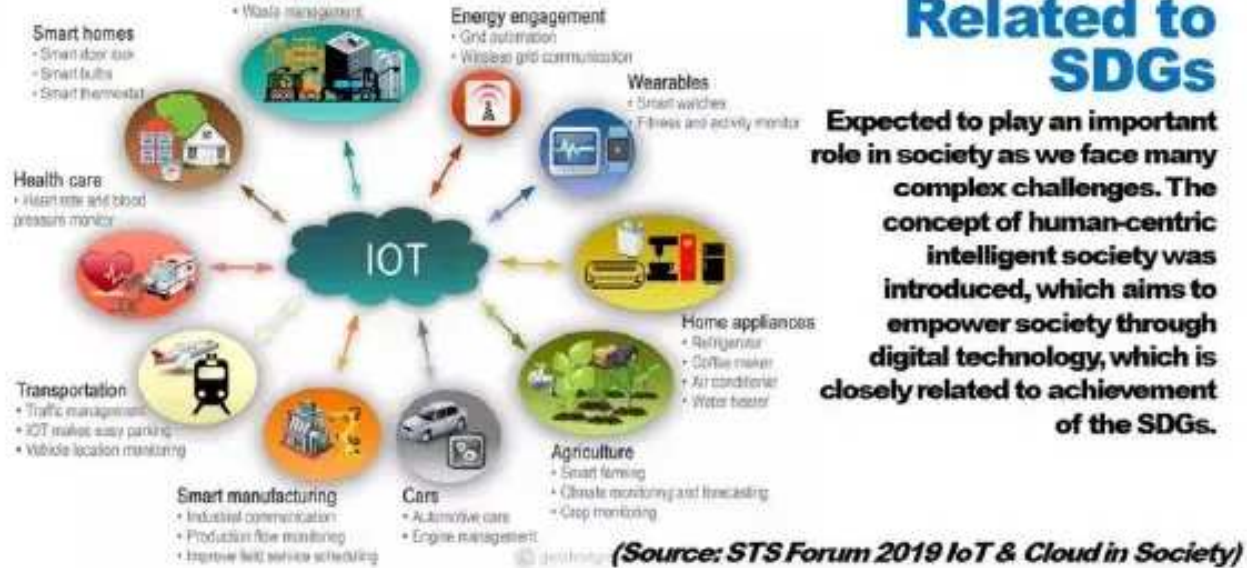 • Waste management
Smart homes
• Smart door lock
• Smart bulbs
• Smart thermostat
Energy engagement
• Grid automation
• Wireless grid communication
Wearables
• Smart watches
• Fitness and activity monitor
Health care
• Heart rate and blood
pressure monitor
IOT
Home appliances
• Refrigerator
• Coffee maker
• Air conditioner
• Water heater
Transportation
• Traffic management
• IOT makes easy parking
• Vehicle location monitoring
Smart manufacturing
• Industrial communication
• Production flow monitoring
• Improve field service scheduling
Cars
• Automotive cars
• Engine management
Agriculture
• Smart farming
• Climate monitoring and forecasting
• Crop monitoring
Related to
SDGs
Expected to play an important
role in society as we face many
complex challenges. The
concept of human-centric
intelligent society was
introduced, which aims to
empower society through
digital technology, which is
closely related to achievement
of the SDGs.
(Source: STS Forum 2019 IoT & Cloud in Society)